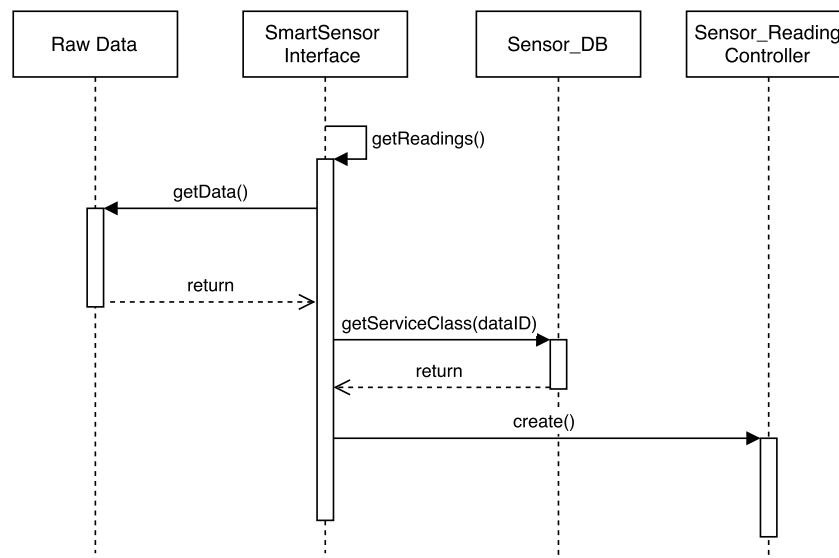 Raw Data
SmartSensor
Interface
Sensor_DB
Sensor_Reading
Controller
getReadings()
getData()
return
getServiceClass(dataID)
return
create()